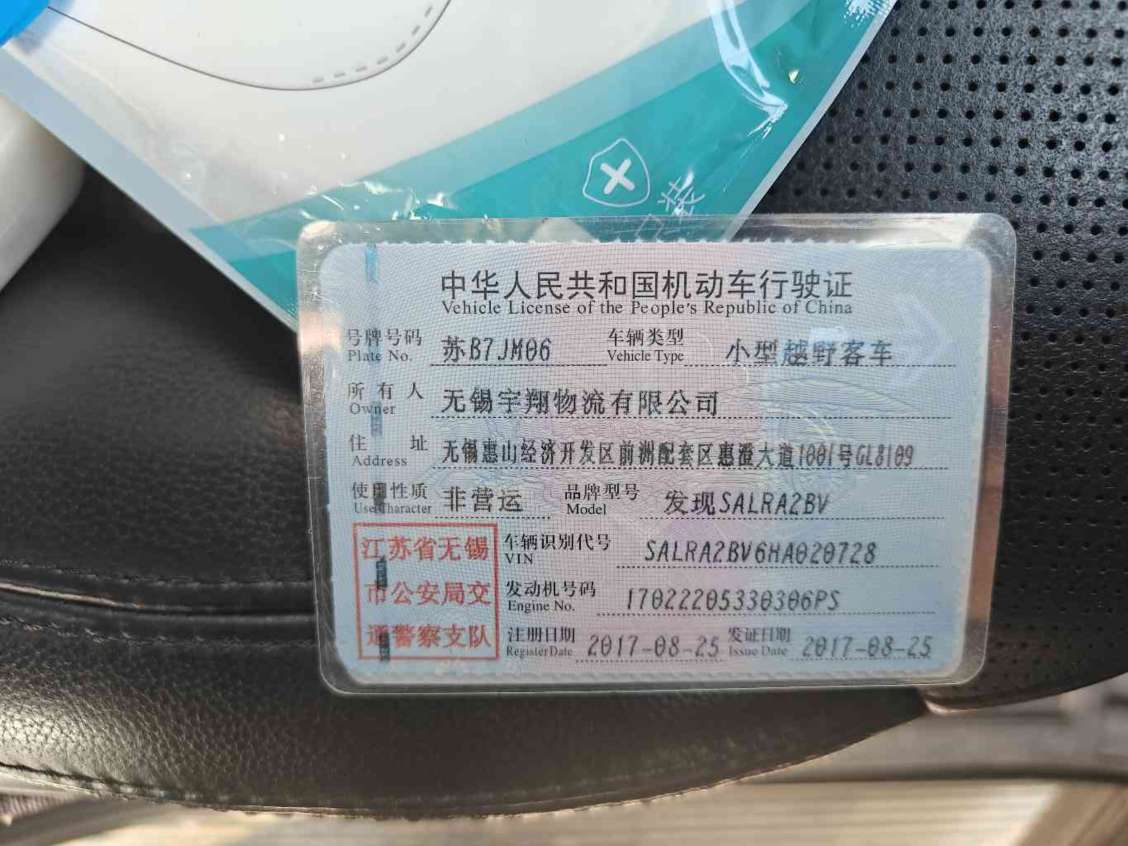 中华人民共和国机动车行驶证
Vehicle License of the People's Republic of China
号牌号码 苏B7JM06 车辆类型 小型越野客车
Plate No. Vehicle Type
所有人 无锡宇翔物流有限公司
Owner
住址 无锡惠山经济开发区前洲配套区惠澄大道1001号GL8109
Address
使用性质 非营运 品牌型号 发现SALRA2BV
Use Character Model
江苏省无锡
市公安局交
通警察支队
车辆识别代号 SALRA2BV6HA020728
VIN
发动机号码 17022205330306PS
Engine No.
注册日期 2017-08-25 发证日期 2017-08-25
Register Date Issue Date